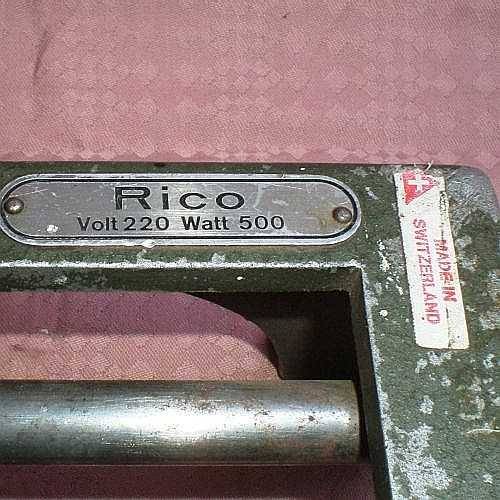 Rico
Volt 220 Watt 500
MADE IN
SWITZERLAND